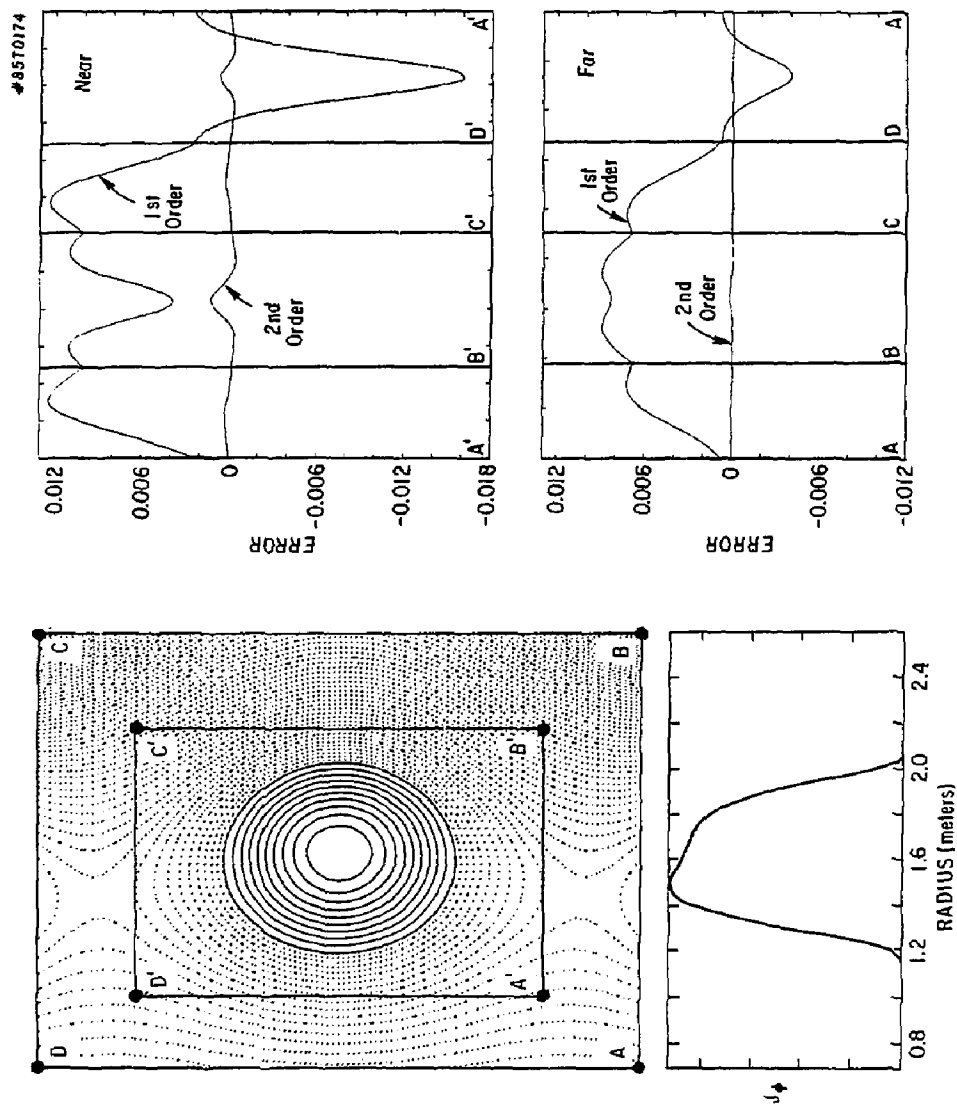 #85T0174
ERROR
0.012
0.006
0
-0.006
-0.012
-0.018
Near
1st
Order
2nd
Order
A'
B'
C'
D'
A'
ERROR
0.012
0.006
0
-0.006
-0.012
Far
1st
Order
2nd
Order
A
B
C
D
A
D
C
D'
C'
A'
B'
A
B
Jϕ
0.8
1.2
1.6
2.0
2.4
RADIUS (meters)